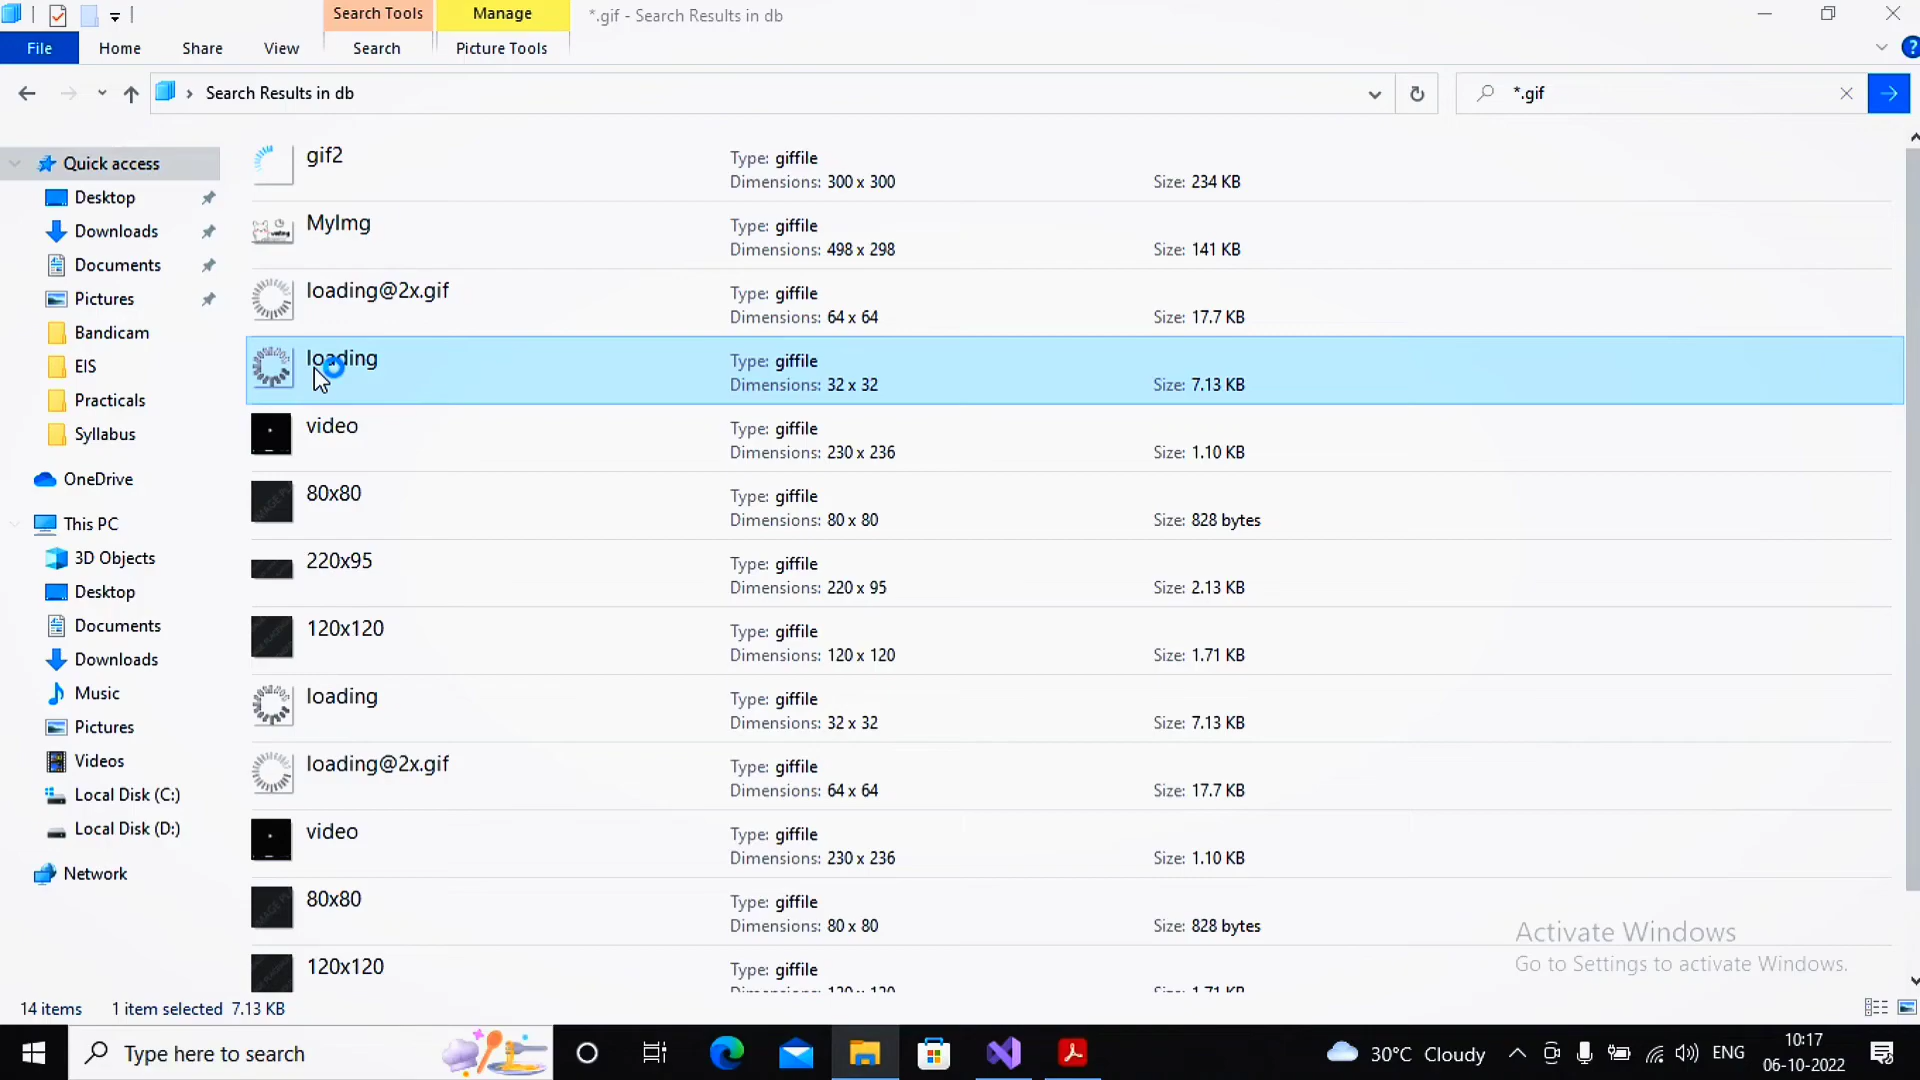 Search Tools
Manage
*.gif - Search Results in db
File
Home
Share
View
Search
Picture Tools
?
› Search Results in db
*.gif
Quick access
Desktop
Downloads
Documents
Pictures
Bandicam
EIS
Practicals
Syllabus
OneDrive
This PC
3D Objects
Desktop
Documents
Downloads
Music
Pictures
Videos
Local Disk (C:)
Local Disk (D:)
Network
gif2
Type: giffile
Dimensions: 300 x 300
Size: 234 KB
MyImg
Type: giffile
Dimensions: 498 x 298
Size: 141 KB
loading@2x.gif
Type: giffile
Dimensions: 64 x 64
Size: 17.7 KB
loading
Type: giffile
Dimensions: 32 x 32
Size: 7.13 KB
video
Type: giffile
Dimensions: 230 x 236
Size: 1.10 KB
80x80
Type: giffile
Dimensions: 80 x 80
Size: 828 bytes
220x95
Type: giffile
Dimensions: 220 x 95
Size: 2.13 KB
120x120
Type: giffile
Dimensions: 120 x 120
Size: 1.71 KB
loading
Type: giffile
Dimensions: 32 x 32
Size: 7.13 KB
loading@2x.gif
Type: giffile
Dimensions: 64 x 64
Size: 17.7 KB
video
Type: giffile
Dimensions: 230 x 236
Size: 1.10 KB
80x80
Type: giffile
Dimensions: 80 x 80
Size: 828 bytes
120x120
Type: giffile
Dimensions: 120 x 120
Size: 1.71 KB
Activate Windows
Go to Settings to activate Windows.
14 items
1 item selected 7.13 KB
Type here to search
30°C Cloudy
ENG
10:17
06-10-2022